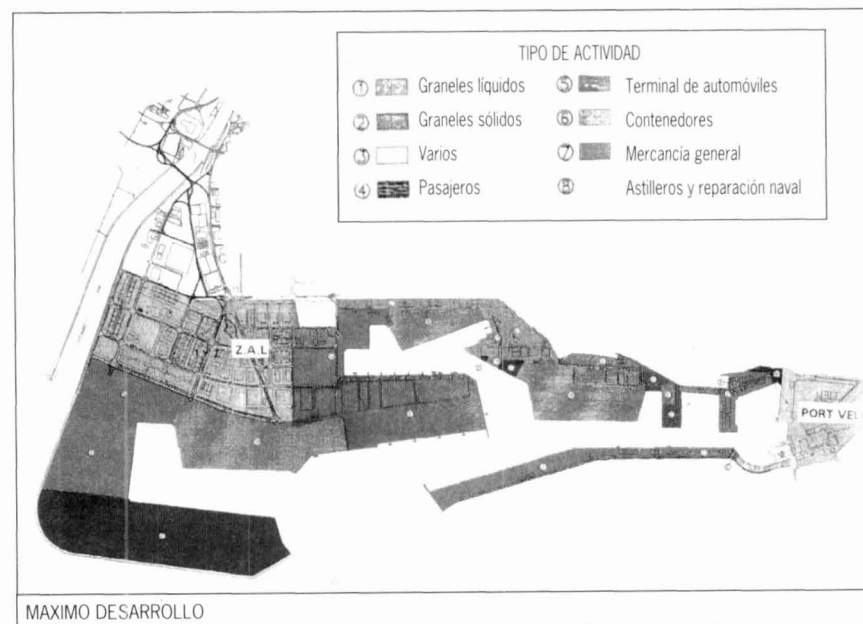 TIPO DE ACTIVIDAD
① Graneles líquidos
② Graneles sólidos
③ Varios
④ Pasajeros
⑤ Terminal de automóviles
⑥ Contenedores
⑦ Mercancía general
⑧ Astilleros y reparación naval
Z.A.L
PORT VEL
MAXIMO DESARROLLO